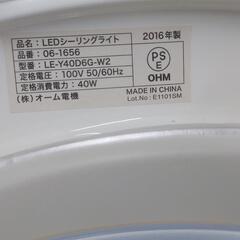 品名：LEDシーリングライト
品番：06-1656
型番：LE-Y40D6G-W2
定格電圧：100V 50/60Hz
定格消費電力：40W
(株)オーム電機
2016年製
PS
E
OHM
MADE IN CHINA
Lot.：E1101SM